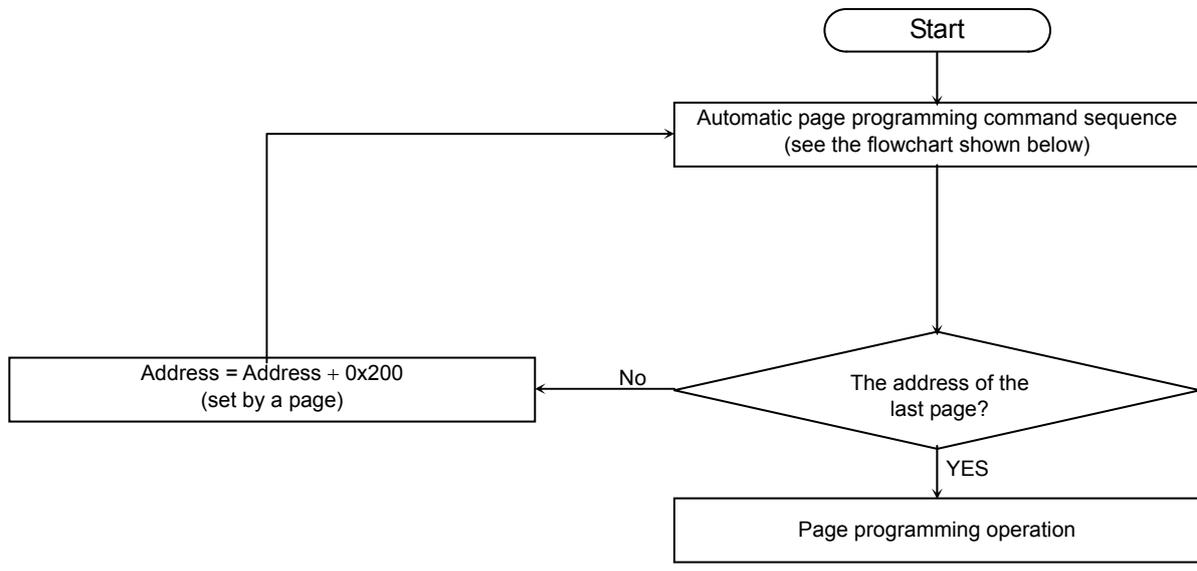 Start
Automatic page programming command sequence
(see the flowchart shown below)
Address = Address + 0x200
(set by a page)
No
The address of the
last page?
YES
Page programming operation